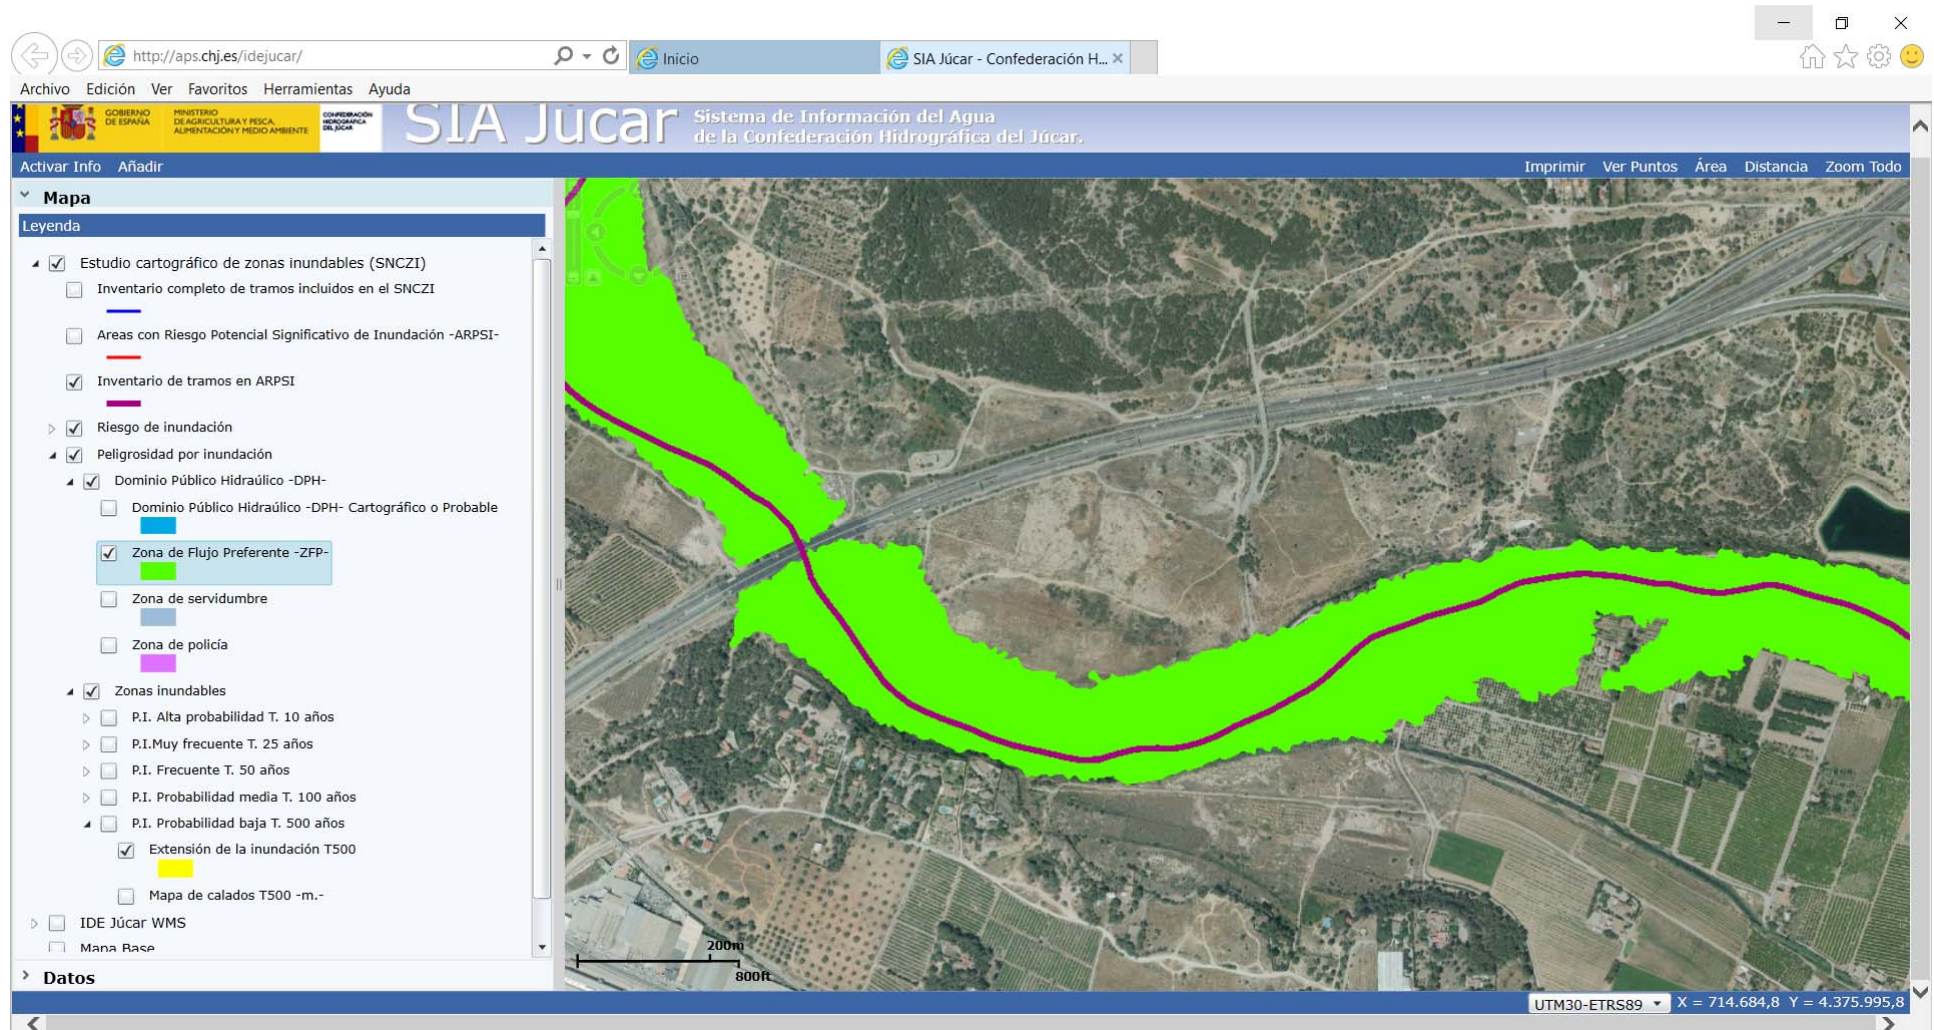 http://aps.chj.es/idejucar/
Inicio
SIA Júcar - Confederación H...
Archivo Edición Ver Favoritos Herramientas Ayuda
GOBIERNO DE ESPAÑA
MINISTERIO DE AGRICULTURA Y PESCA, ALIMENTACIÓN Y MEDIO AMBIENTE
CONFEDERACIÓN HIDROGRÁFICA DEL JÚCAR
SIA Júcar
Sistema de Información del Agua
de la Confederación Hidrográfica del Júcar.
Activar Info Añadir
Imprimir Ver Puntos Área Distancia Zoom Todo
Mapa
Leyenda
Estudio cartográfico de zonas inundables (SNCZI)
Inventario completo de tramos incluidos en el SNCZI
Areas con Riesgo Potencial Significativo de Inundación -ARPSI-
Inventario de tramos en ARPSI
Riesgo de inundación
Peligrosidad por inundación
Dominio Público Hidraúlico -DPH-
Dominio Público Hidraúlico -DPH- Cartográfico o Probable
Zona de Flujo Preferente -ZFP-
Zona de servidumbre
Zona de policía
Zonas inundables
P.I. Alta probabilidad T. 10 años
P.I.Muy frecuente T. 25 años
P.I. Frecuente T. 50 años
P.I. Probabilidad media T. 100 años
P.I. Probabilidad baja T. 500 años
Extensión de la inundación T500
Mapa de calados T500 -m.-
IDE Júcar WMS
Mapa Base
Datos
200m
800ft
UTM30-ETRS89
X = 714.684,8 Y = 4.375.995,8